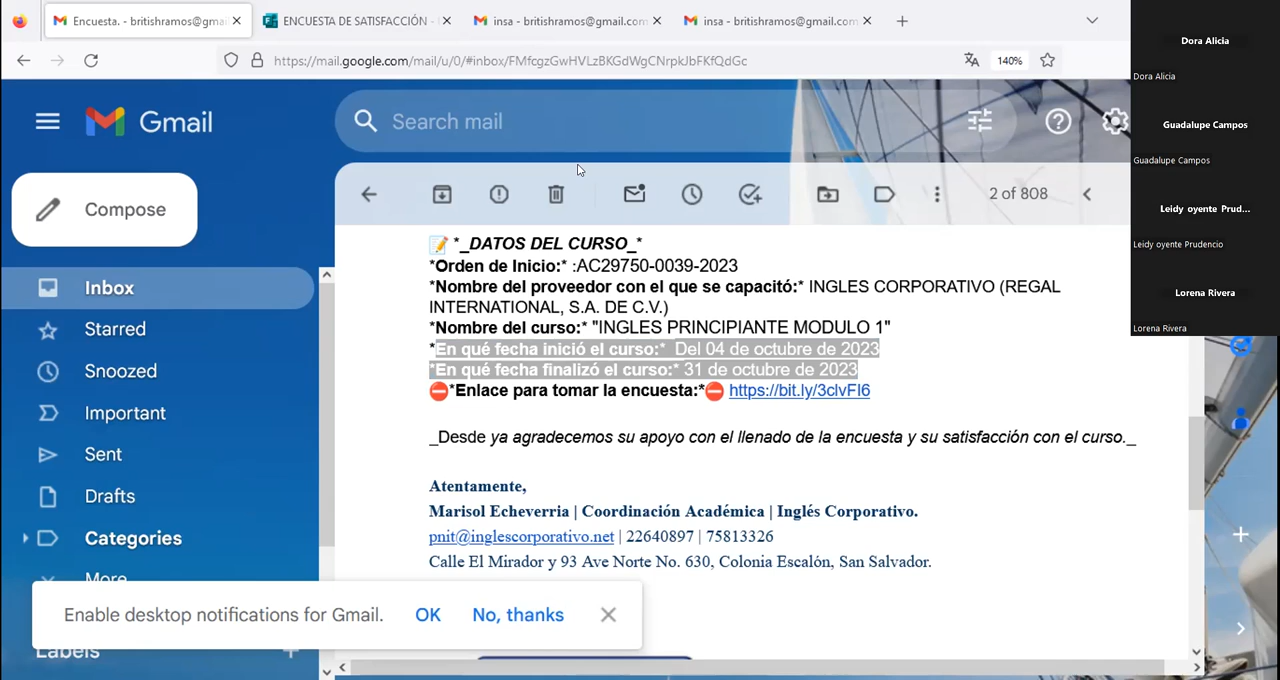 Encuesta. - britishramos@gmai
ENCUESTA DE SATISFACCIÓN -
insa - britishramos@gmail.com
insa - britishramos@gmail.com
https://mail.google.com/mail/u/0/#inbox/FMfcgzGwHVLzBKGdWgCNrpkJbFKfQdGc
140%
Gmail
Search mail
Compose
2 of 808
Inbox
Starred
Snoozed
Important
Sent
Drafts
Categories
More
Labels
*_DATOS DEL CURSO_*
*Orden de Inicio:* :AC29750-0039-2023
*Nombre del proveedor con el que se capacitó:* INGLES CORPORATIVO (REGAL
INTERNATIONAL, S.A. DE C.V.)
*Nombre del curso:* "INGLES PRINCIPIANTE MODULO 1"
*En qué fecha inició el curso:* Del 04 de octubre de 2023
*En qué fecha finalizó el curso:* 31 de octubre de 2023
*Enlace para tomar la encuesta:* https://bit.ly/3clvFI6
_Desde ya agradecemos su apoyo con el llenado de la encuesta y su satisfacción con el curso._
Atentamente,
Marisol Echeverria | Coordinación Académica | Inglés Corporativo.
pnit@inglescorporativo.net | 22640897 | 75813326
Calle El Mirador y 93 Ave Norte No. 630, Colonia Escalón, San Salvador.
Enable desktop notifications for Gmail. OK No, thanks
Dora Alicia
Dora Alicia
Guadalupe Campos
Guadalupe Campos
Leidy oyente Prud...
Leidy oyente Prudencio
Lorena Rivera
Lorena Rivera